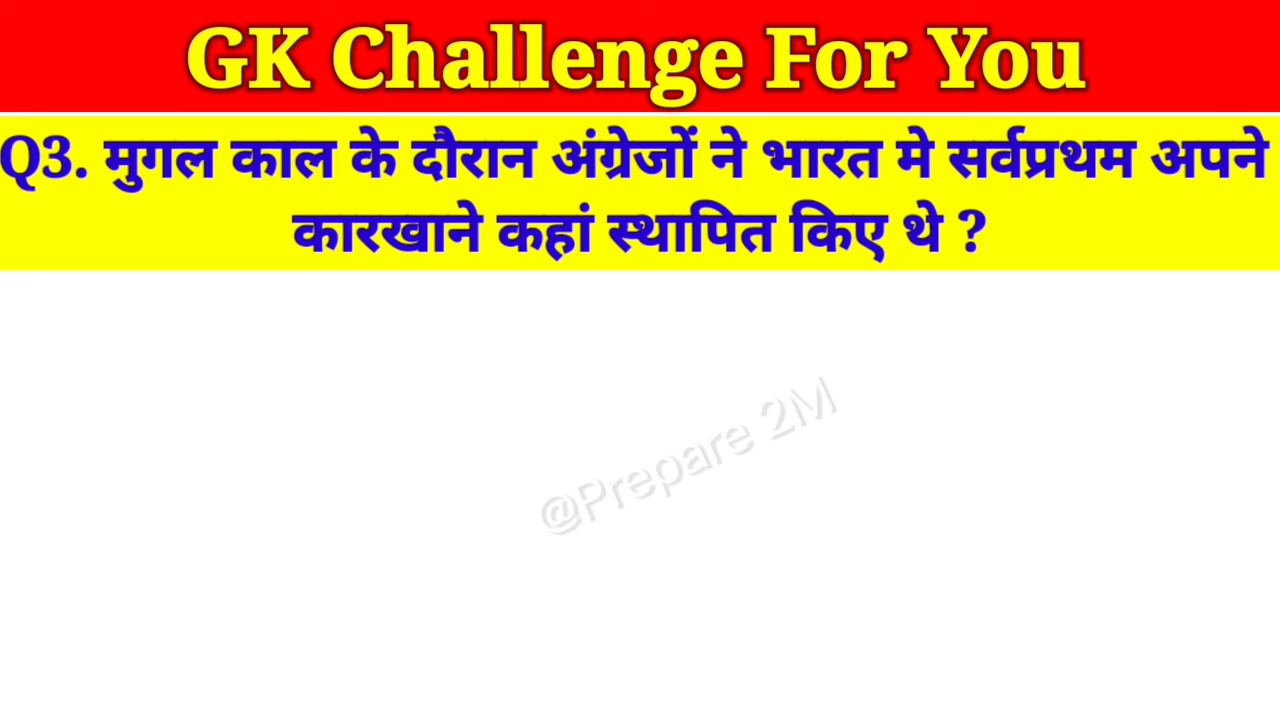 GK Challenge For You
Q3. मुगल काल के दौरान अंग्रेजों ने भारत मे सर्वप्रथम अपने
कारखाने कहां स्थापित किए थे ?
@Prepare 2M